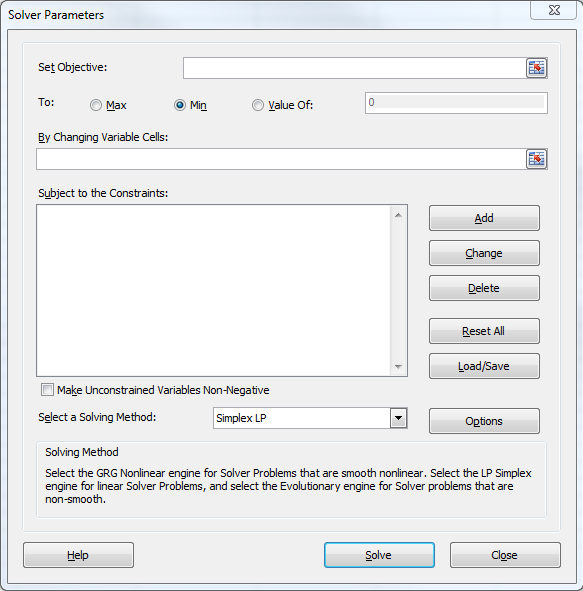 Solver Parameters
Set Objective:
To:
Max
Min
Value Of:
0
By Changing Variable Cells:
Subject to the Constraints:
Add
Change
Delete
Reset All
Load/Save
Make Unconstrained Variables Non-Negative
Select a Solving Method:
Simplex LP
Options
Solving Method
Select the GRG Nonlinear engine for Solver Problems that are smooth nonlinear. Select the LP Simplex
engine for linear Solver Problems, and select the Evolutionary engine for Solver problems that are
non-smooth.
Help
Solve
Close